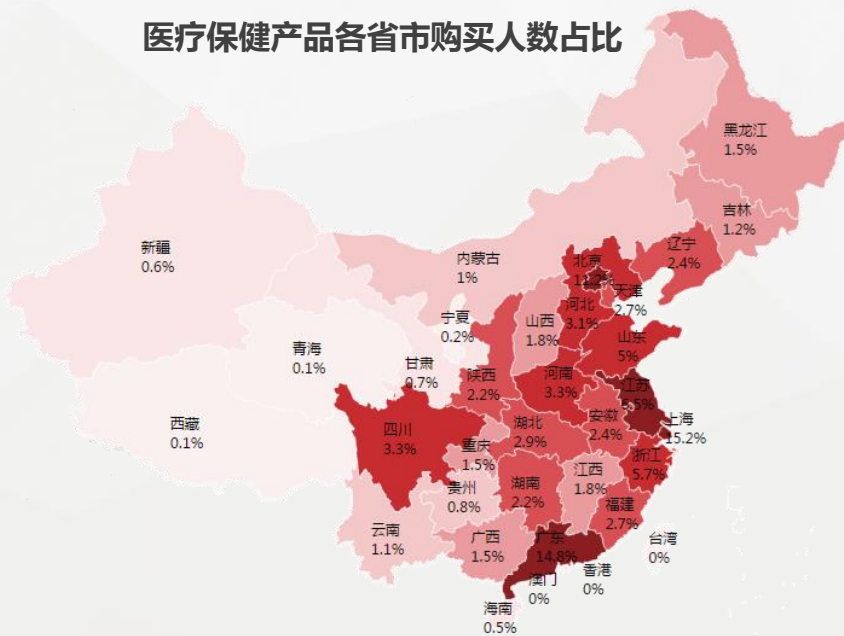 医疗保健产品各省市购买人数占比
黑龙江
1.5%
吉林
1.2%
辽宁
2.4%
新疆
0.6%
内蒙古
1%
北京
11.2%
天津
2.7%
宁夏
0.2%
河北
3.1%
山西
1.8%
山东
5%
青海
0.1%
甘肃
0.7%
陕西
2.2%
河南
3.3%
江苏
6.5%
西藏
0.1%
四川
3.3%
湖北
2.9%
安徽
2.4%
上海
15.2%
重庆
1.5%
浙江
5.7%
贵州
0.8%
湖南
2.2%
江西
1.8%
福建
2.7%
云南
1.1%
广西
1.5%
广东
14.8%
台湾
0%
香港
0%
澳门
0%
海南
0.5%